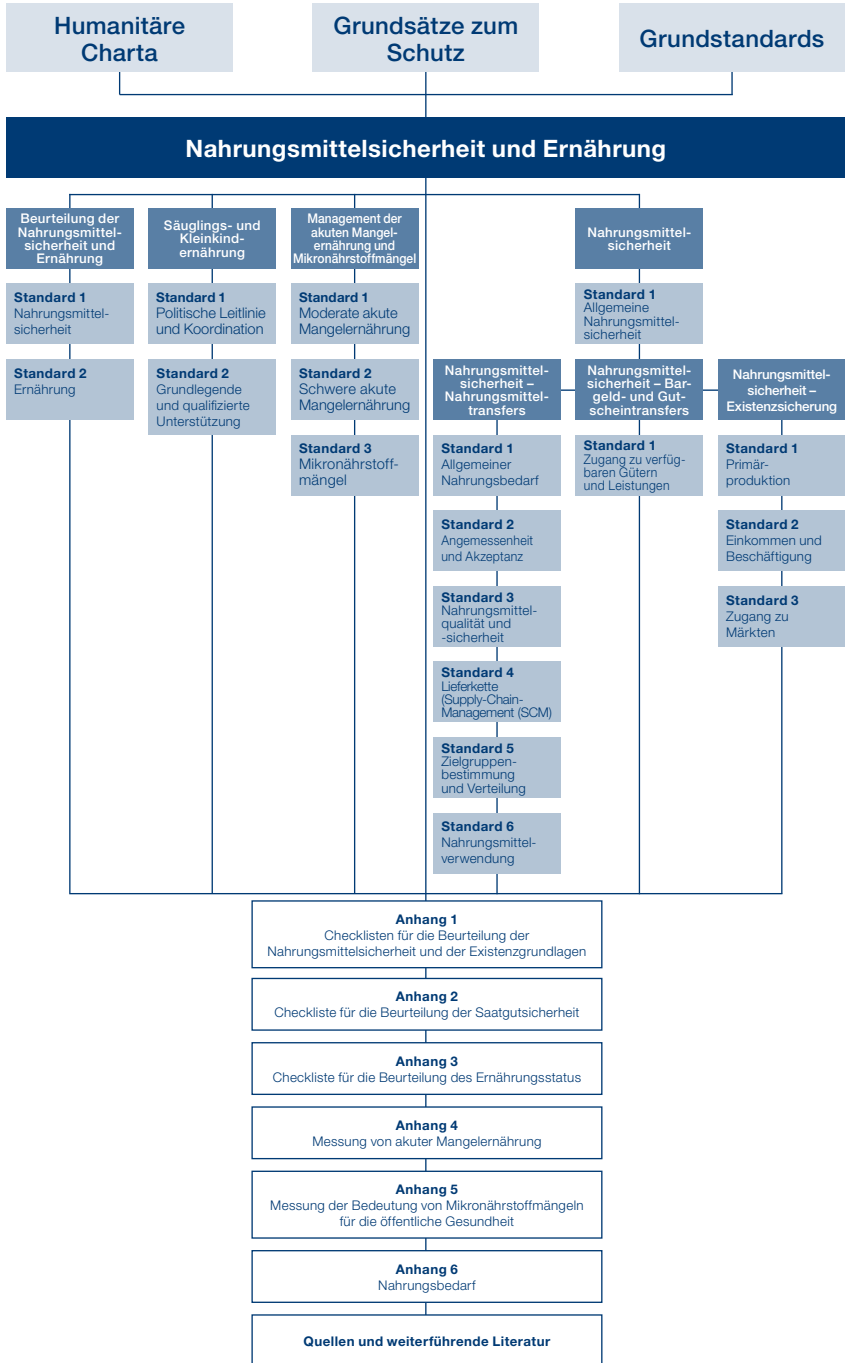 Humanitäre
Charta
Grundsätze zum
Schutz
Grundstandards
Nahrungsmittelsicherheit und Ernährung
Beurteilung der
Nahrungsmittel-
sicherheit und
Ernährung
Standard 1
Nahrungsmittel-
sicherheit
Standard 2
Ernährung
Säuglings- und
Kleinkind-
ernährung
Standard 1
Politische Leitlinie
und Koordination
Standard 2
Grundlegende
und qualifizierte
Unterstützung
Management der
akuten Mangel-
ernährung und
Mikronährstoffmängel
Standard 1
Moderate akute
Mangelernährung
Standard 2
Schwere akute
Mangelernährung
Standard 3
Mikronährstoff-
mängel
Nahrungsmittel-
sicherheit
Standard 1
Allgemeine
Nahrungsmittel-
sicherheit
Nahrungsmittel-
sicherheit –
Nahrungsmittel-
transfers
Standard 1
Allgemeiner
Nahrungsbedarf
Standard 2
Angemessenheit
und Akzeptanz
Standard 3
Nahrungsmittel-
qualität und
-sicherheit
Standard 4
Lieferkette
(Supply-Chain-
Management (SCM)
Standard 5
Zielgruppen-
bestimmung
und Verteilung
Standard 6
Nahrungsmittel-
verwendung
Nahrungsmittel-
sicherheit – Bar-
geld- und Gut-
scheintransfers
Standard 1
Zugang zu verfüg-
baren Gütern
und Leistungen
Nahrungsmittel-
sicherheit –
Existenzsicherung
Standard 1
Primär-
produktion
Standard 2
Einkommen und
Beschäftigung
Standard 3
Zugang zu
Märkten
Anhang 1
Checklisten für die Beurteilung der
Nahrungsmittelsicherheit und der Existenzgrundlagen
Anhang 2
Checkliste für die Beurteilung der Saatgutsicherheit
Anhang 3
Checkliste für die Beurteilung des Ernährungsstatus
Anhang 4
Messung von akuter Mangelernährung
Anhang 5
Messung der Bedeutung von Mikronährstoffmängeln
für die öffentliche Gesundheit
Anhang 6
Nahrungsbedarf
Quellen und weiterführende Literatur